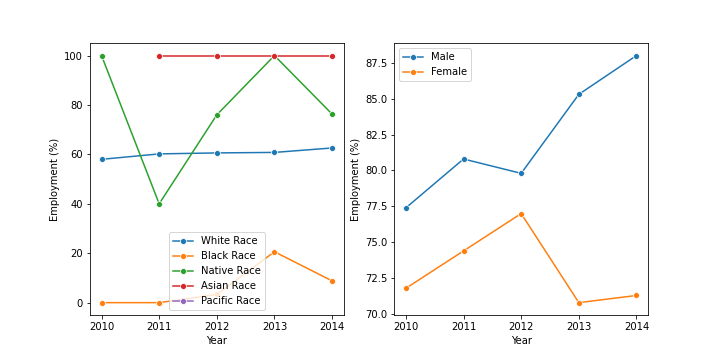 100
80
60
40
20
0
Employment (%)
2010 2011 2012 2013 2014
Year
White Race
Black Race
Native Race
Asian Race
Pacific Race
87.5
85.0
82.5
80.0
77.5
75.0
72.5
70.0
Employment (%)
2010 2011 2012 2013 2014
Year
Male
Female